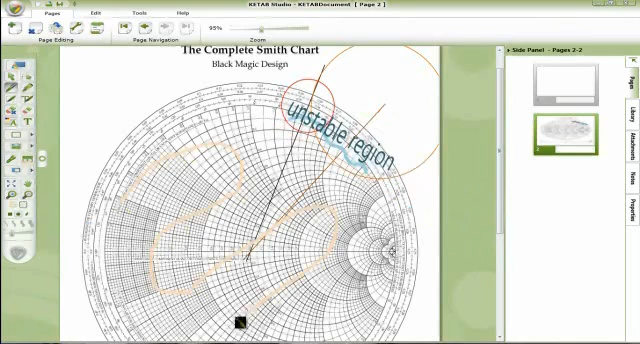 KETAB Studio - KETABDocument [ Page 2 ]
Pages
Edit
Tools
Help
95%
Page Editing
Page Navigation
Zoom
The Complete Smith Chart
Black Magic Design
unstable region
Side Panel - Pages 2-2
2
Pages
Library
Attachments
Notes
Properties